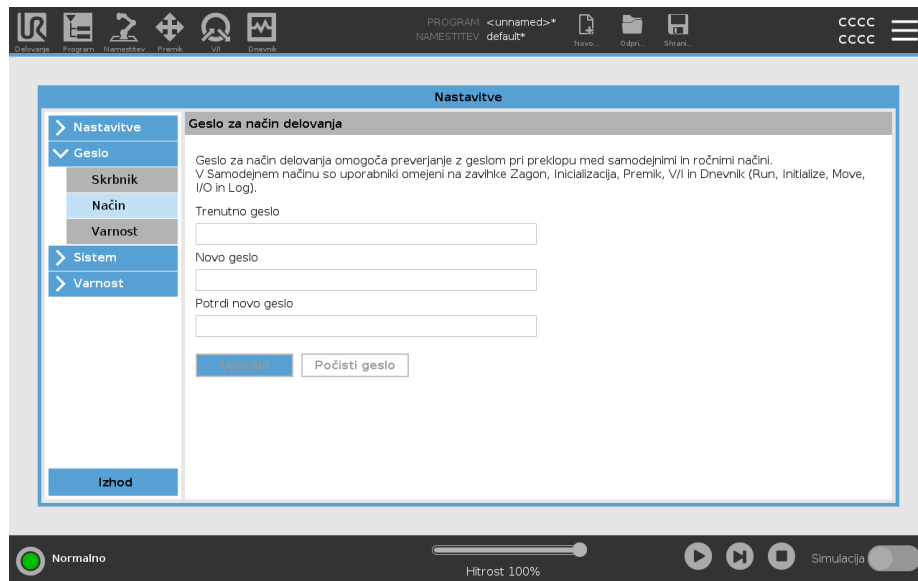 PROGRAM <unnamed>*
NAMESTITEV default*
CCCC
CCCC
Delovanje Program Namestitev Premik V/I Dnevnik Novo... Odpri... Shrani...
Nastavitve
Nastavitve
Geslo
Skrbnik
Način
Varnost
Sistem
Varnost
Izhod
Geslo za način delovanja
Geslo za način delovanja omogoča preverjanje z geslom pri preklopu med samodejnimi in ročnimi načini.
V Samodejnem načinu so uporabniki omejeni na zavihke Zagon, Inicializacija, Premik, V/I in Dnevnik (Run, Initialize, Move,
I/O in Log).
Trenutno geslo
Novo geslo
Potrdi novo geslo
Uporabi Počisti geslo
Normalno
Hitrost 100%
Simulacija